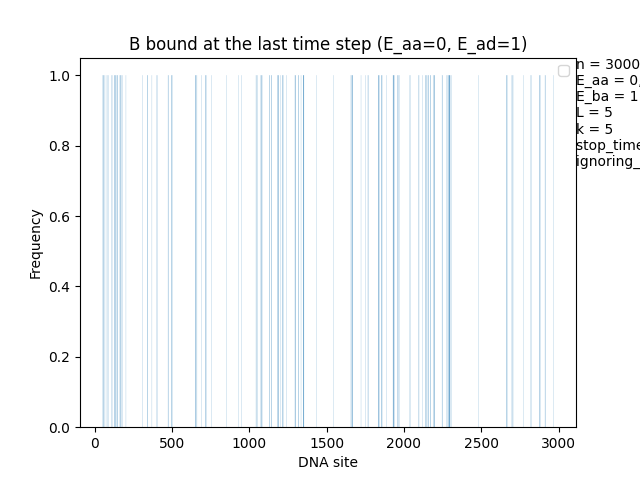 B bound at the last time step (E_aa=0, E_ad=1)
n = 3000
E_aa = 0,
E_ba = 1
L = 5
k = 5
stop_time
ignoring_
1.0
0.8
0.6
0.4
0.2
0.0
Frequency
0 500 1000 1500 2000 2500 3000
DNA site